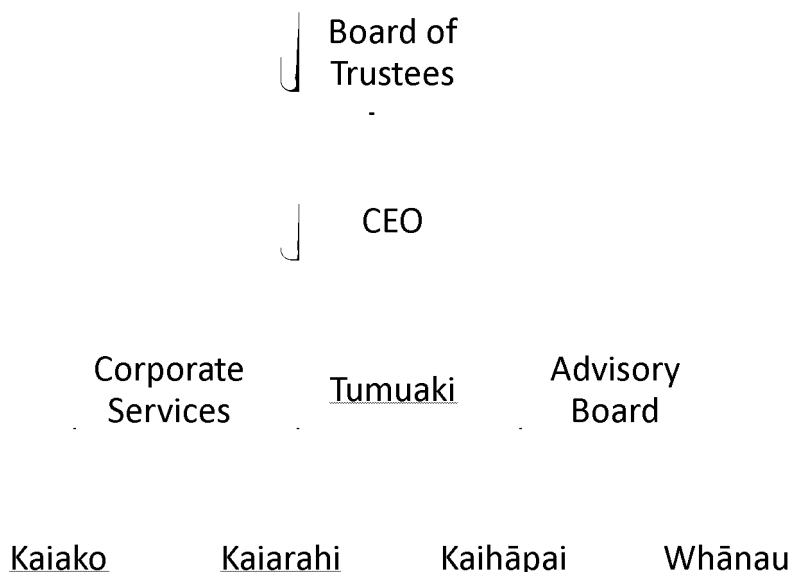 Board of
Trustees
CEO
Corporate
Services
Tumuaki
Advisory
Board
Kaiako
Kaiarahi
Kaihāpai
Whānau